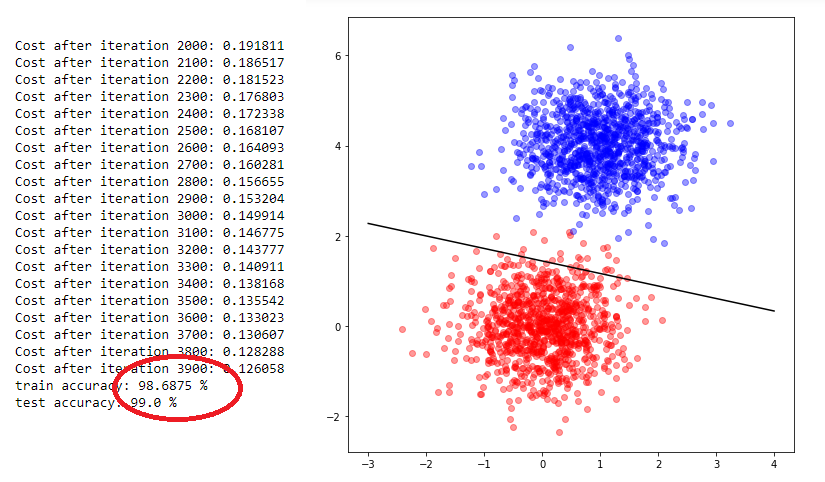 Cost after iteration 2000: 0.191811
Cost after iteration 2100: 0.186517
Cost after iteration 2200: 0.181523
Cost after iteration 2300: 0.176803
Cost after iteration 2400: 0.172338
Cost after iteration 2500: 0.168107
Cost after iteration 2600: 0.164093
Cost after iteration 2700: 0.160281
Cost after iteration 2800: 0.156655
Cost after iteration 2900: 0.153204
Cost after iteration 3000: 0.149914
Cost after iteration 3100: 0.146775
Cost after iteration 3200: 0.143777
Cost after iteration 3300: 0.140911
Cost after iteration 3400: 0.138168
Cost after iteration 3500: 0.135542
Cost after iteration 3600: 0.133023
Cost after iteration 3700: 0.130607
Cost after iteration 3800: 0.128288
Cost after iteration 3900: 0.126058
train accuracy: 98.6875 %
test accuracy: 99.0 %
6
4
2
0
−2
−3 −2 −1 0 1 2 3 4